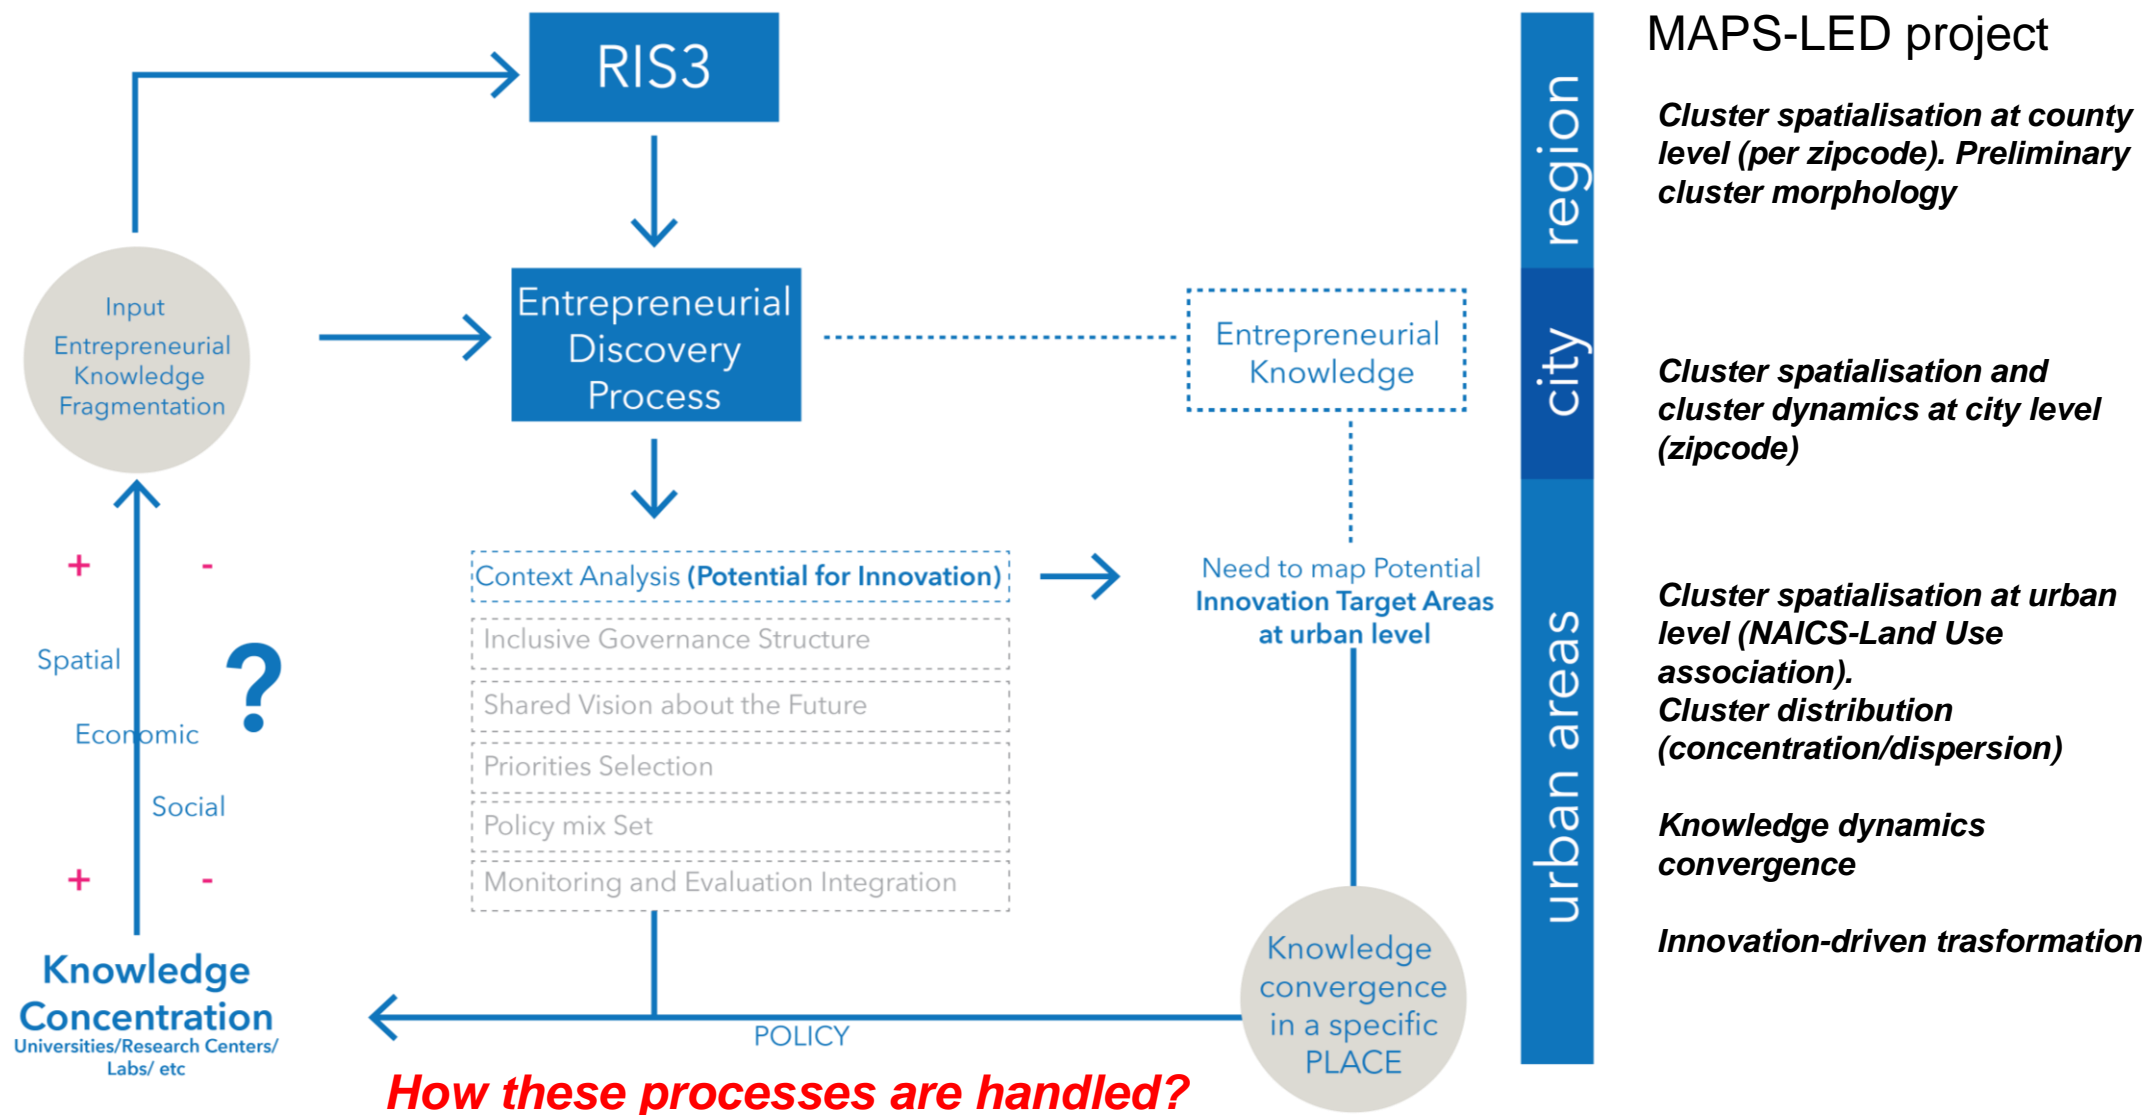 RIS3
MAPS-LED project
region
Cluster spatialisation at county
level (per zipcode). Preliminary
cluster morphology
Input
Entrepreneurial
Knowledge
Fragmentation
Entrepreneurial
Discovery
Process
Entrepreneurial
Knowledge
city
Cluster spatialisation and
cluster dynamics at city level
(zipcode)
+ -
Spatial
Economic
Social
?
+ -
Context Analysis (Potential for Innovation)
Inclusive Governance Structure
Shared Vision about the Future
Priorities Selection
Policy mix Set
Monitoring and Evaluation Integration
Need to map Potential
Innovation Target Areas
at urban level
urban areas
Cluster spatialisation at urban
level (NAICS-Land Use
association).
Cluster distribution
(concentration/dispersion)
Knowledge dynamics
convergence
Innovation-driven trasformation
Knowledge
Concentration
Universities/Research Centers/
Labs/ etc
POLICY
Knowledge
convergence
in a specific
PLACE
How these processes are handled?